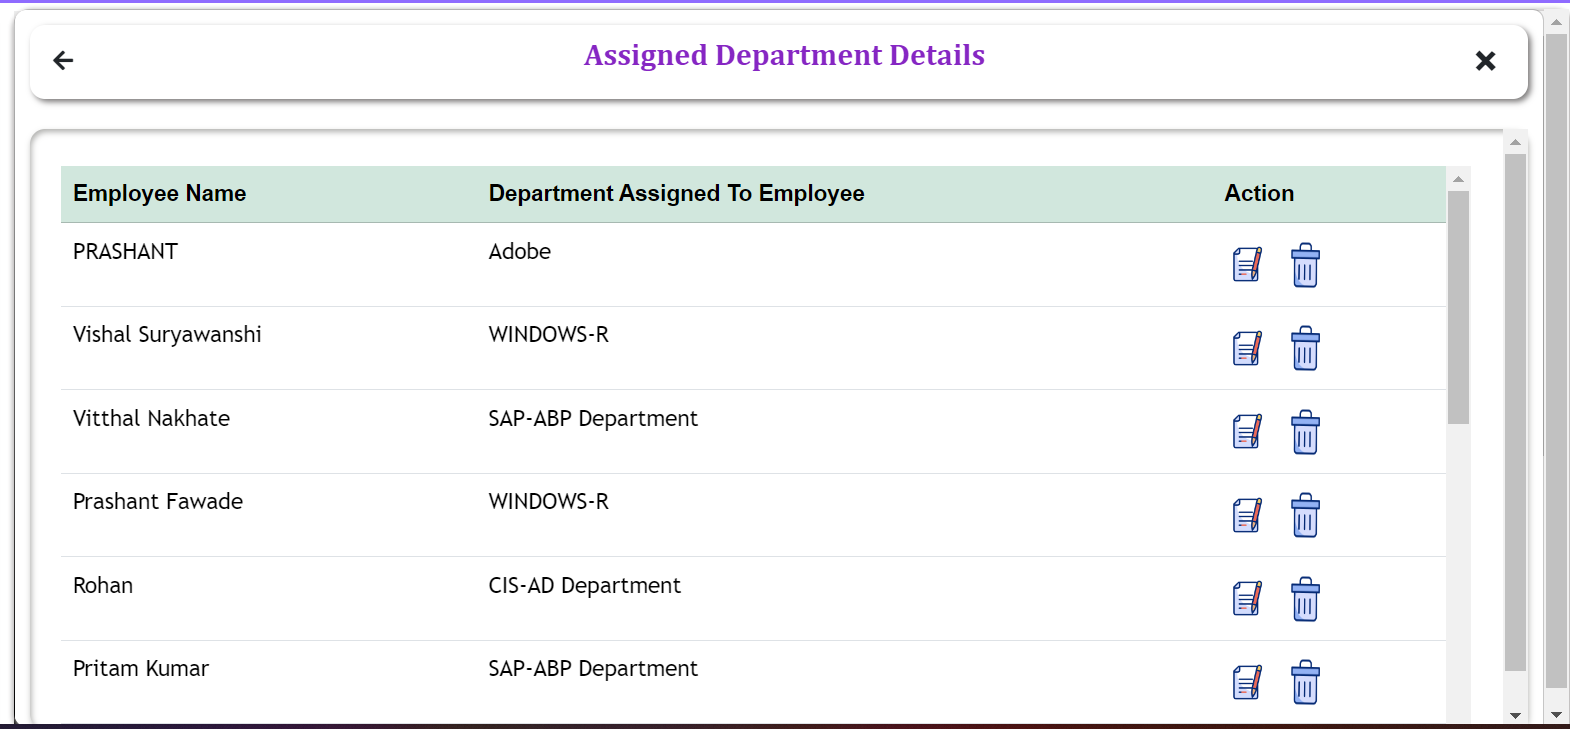 Assigned Department Details
Employee Name Department Assigned To Employee Action
PRASHANT Adobe
Vishal Suryawanshi WINDOWS-R
Vitthal Nakhate SAP-ABP Department
Prashant Fawade WINDOWS-R
Rohan CIS-AD Department
Pritam Kumar SAP-ABP Department